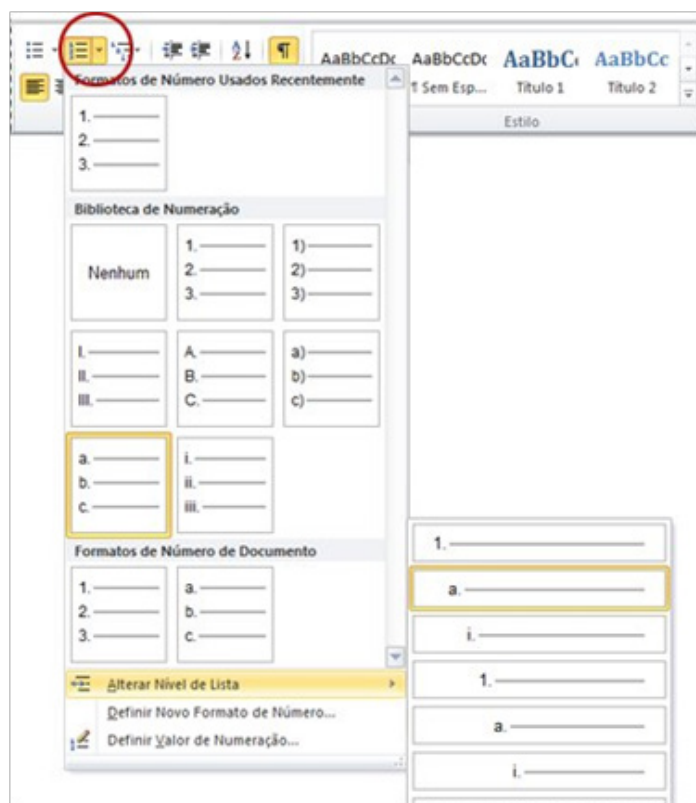 AaBbCcDc AaBbCcDc AaBbC AaBbCc
¶ Sem Esp... Título 1 Título 2
Estilo
Formatos de Número Usados Recentemente
1.
2.
3.
Biblioteca de Numeração
Nenhum
1.
2.
3.
1)
2)
3)
I.
II.
III.
A.
B.
C.
a)
b)
c)
a.
b.
c.
i.
ii.
iii.
Formatos de Número de Documento
1.
2.
3.
a.
b.
c.
Alterar Nível de Lista
Definir Novo Formato de Número...
Definir Valor de Numeração...
1.
a.
i.
1.
a.
i.